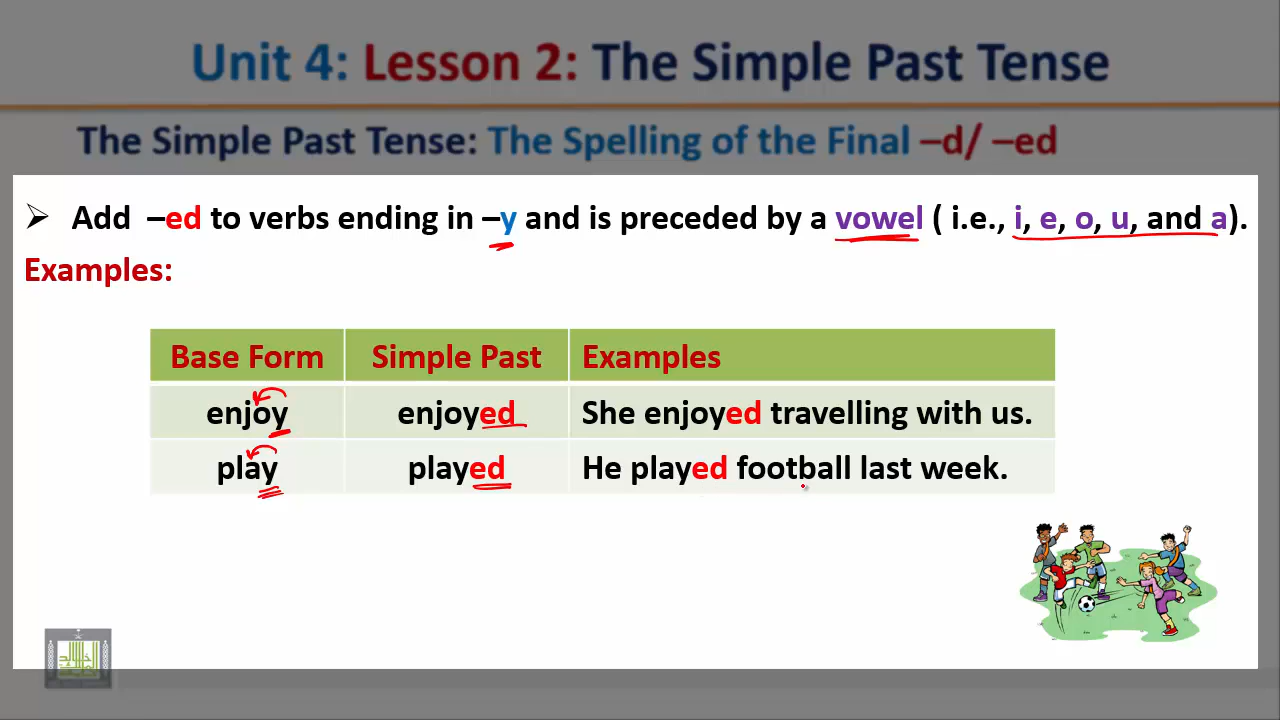 Unit 4: Lesson 2: The Simple Past Tense
The Simple Past Tense: The Spelling of the Final –d/ –ed
➢ Add –ed to verbs ending in –y and is preceded by a vowel ( i.e., i, e, o, u, and a).
Examples:
Base Form Simple Past Examples
enjoy enjoyed She enjoyed travelling with us.
play played He played football last week.